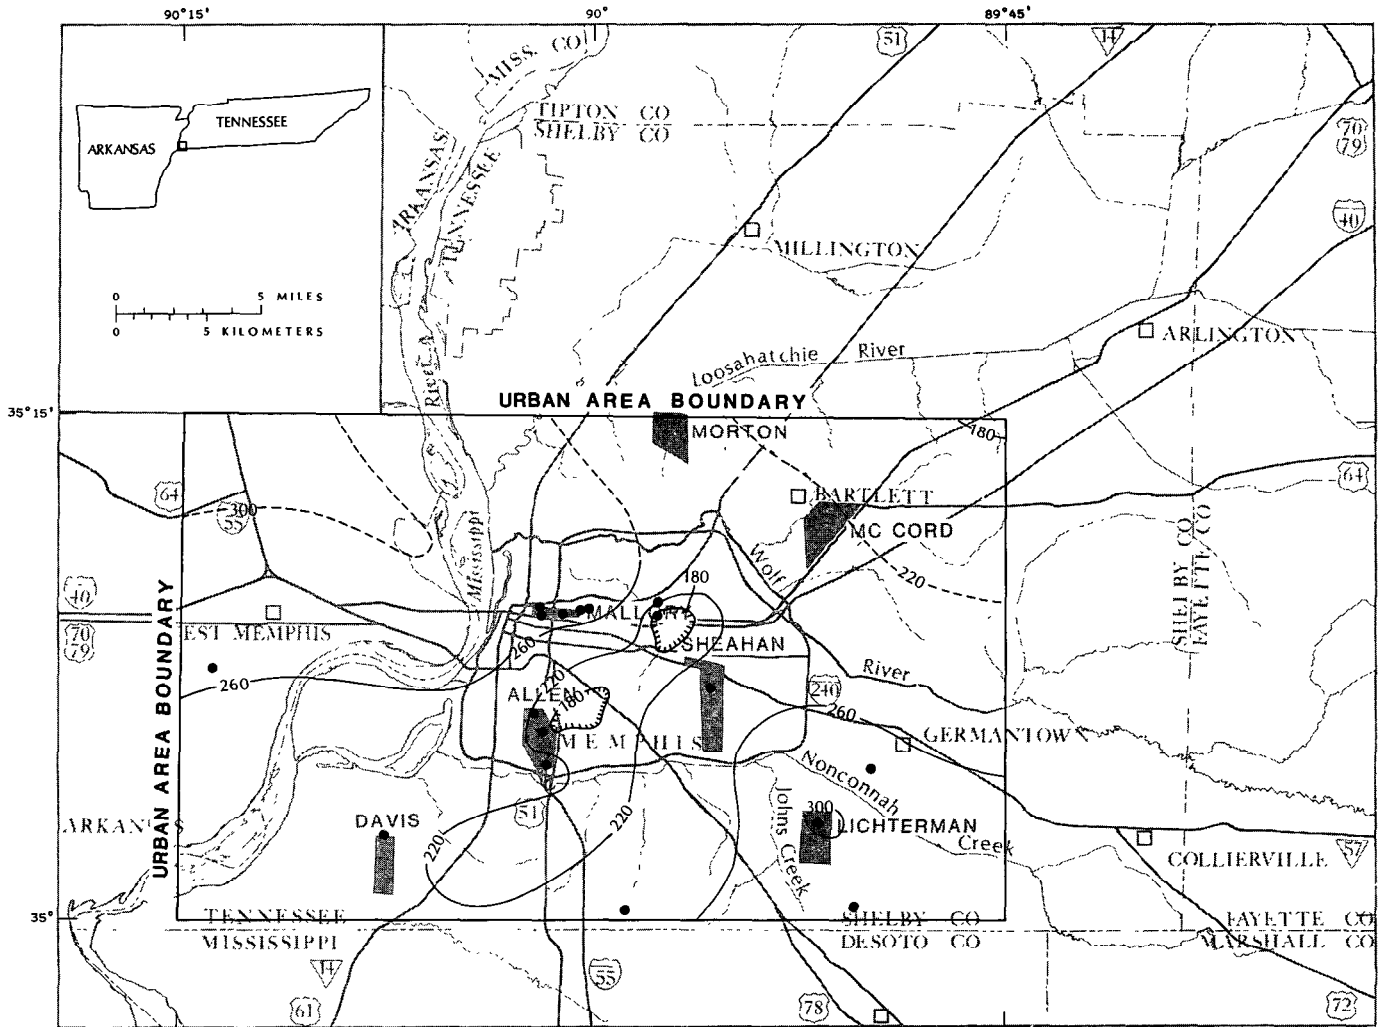 90°15'
90°
89°45'
51
14
MISS. CO
TIPTON CO
SHELBY CO
TENNESSEE
ARKANSAS
70
79
ARKANSAS
TENNESSEE
40
MILLINGTON
0 5 MILES
0 5 KILOMETERS
ARLINGTON
Loosahatchie River
River
35°15'
URBAN AREA BOUNDARY
MORTON
180
64
64
BARTLETT
300
55
MC CORD
Mississippi
Wolf
SHELBY CO
FAYETTE CO
220
180
40
70
79
MALLORY
EST MEMPHIS
SHEAHAN
260
URBAN AREA BOUNDARY
River
260
220
ALLEN
180
240
260
MEMPHIS
GERMANTOWN
Nonconnah
Creek
Johns Creek
300
LICHTERMAN
51
220
DAVIS
220
ARKANS
COLLIERVILLE
57
35°
TENNESSEE
MISSISSIPPI
SHELBY CO
DESOTO CO
FAYETTE CO
MARSHALL CO
14
55
61
78
72